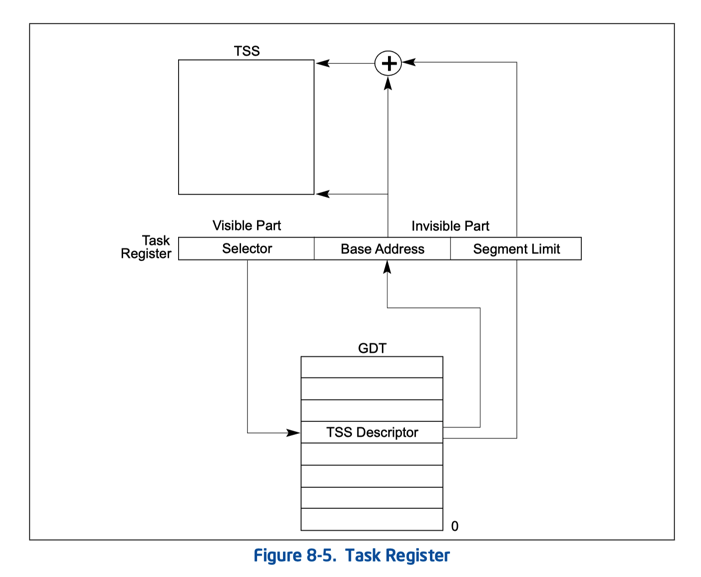 TSS
+
Visible Part
Invisible Part
Task
Register
Selector
Base Address
Segment Limit
GDT
TSS Descriptor
0
Figure 8-5. Task Register